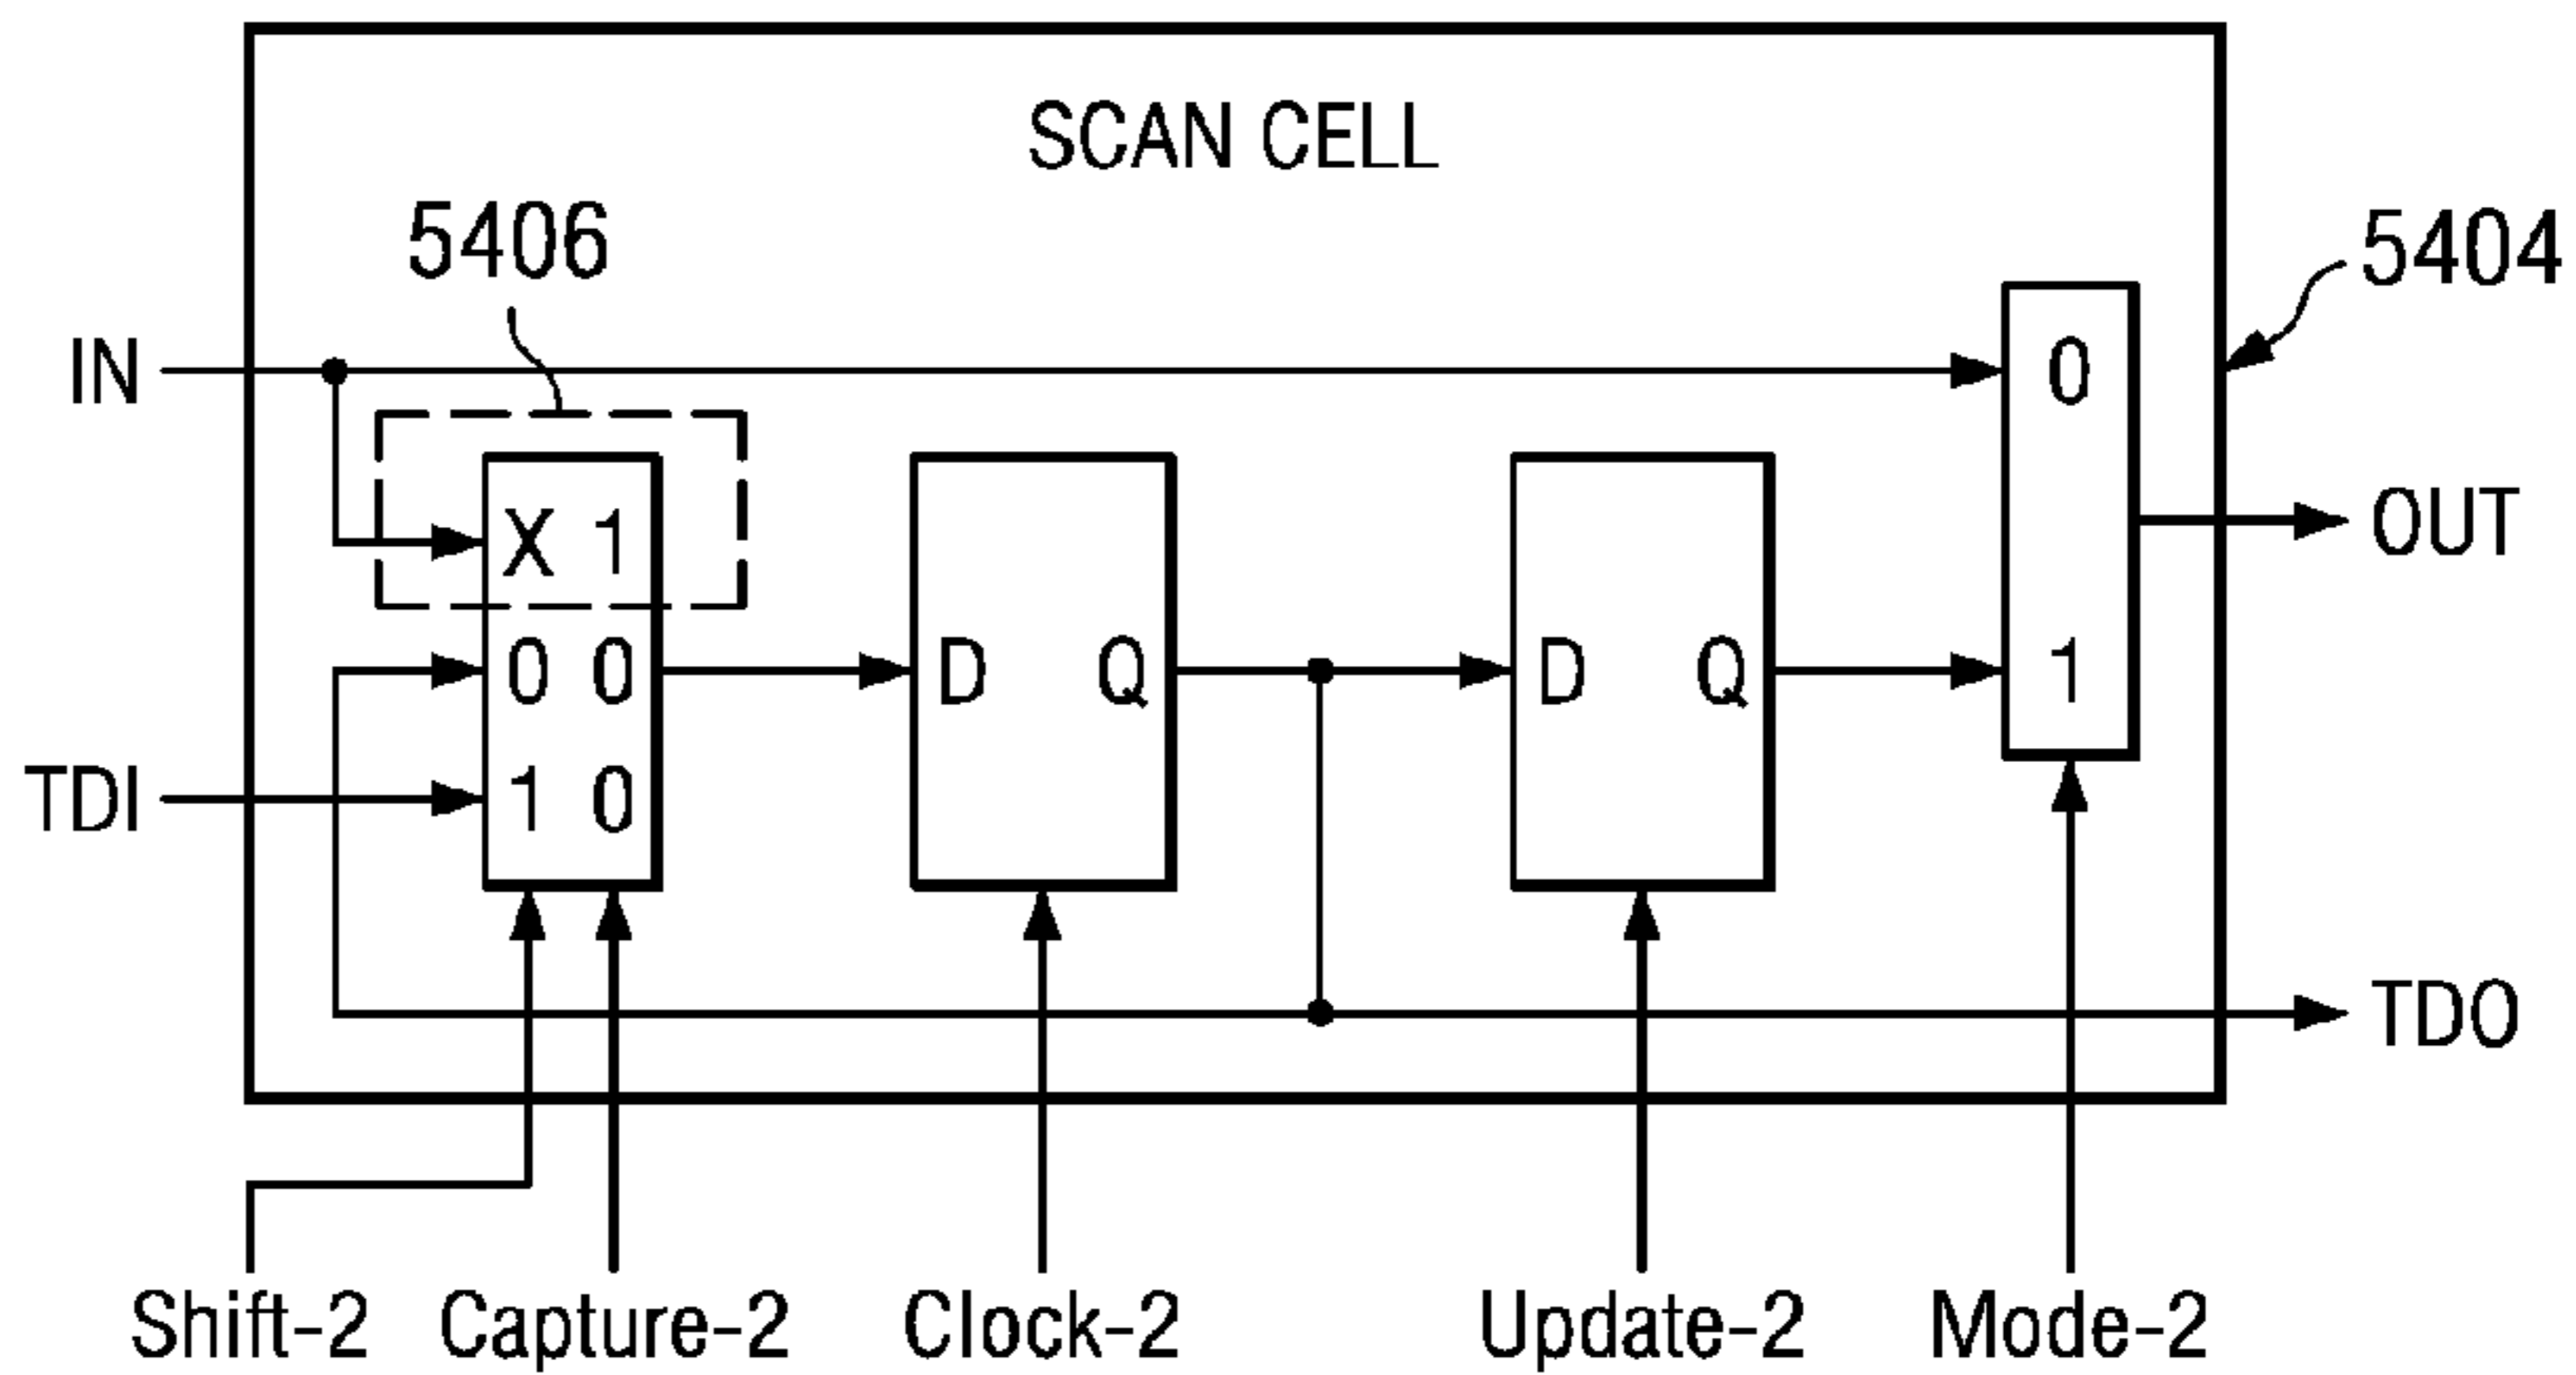 SCAN CELL
5406
5404
IN
0
X 1
OUT
0 0
D Q
D Q
1
TDI
1 0
TDO
Shift-2
Capture-2
Clock-2
Update-2
Mode-2